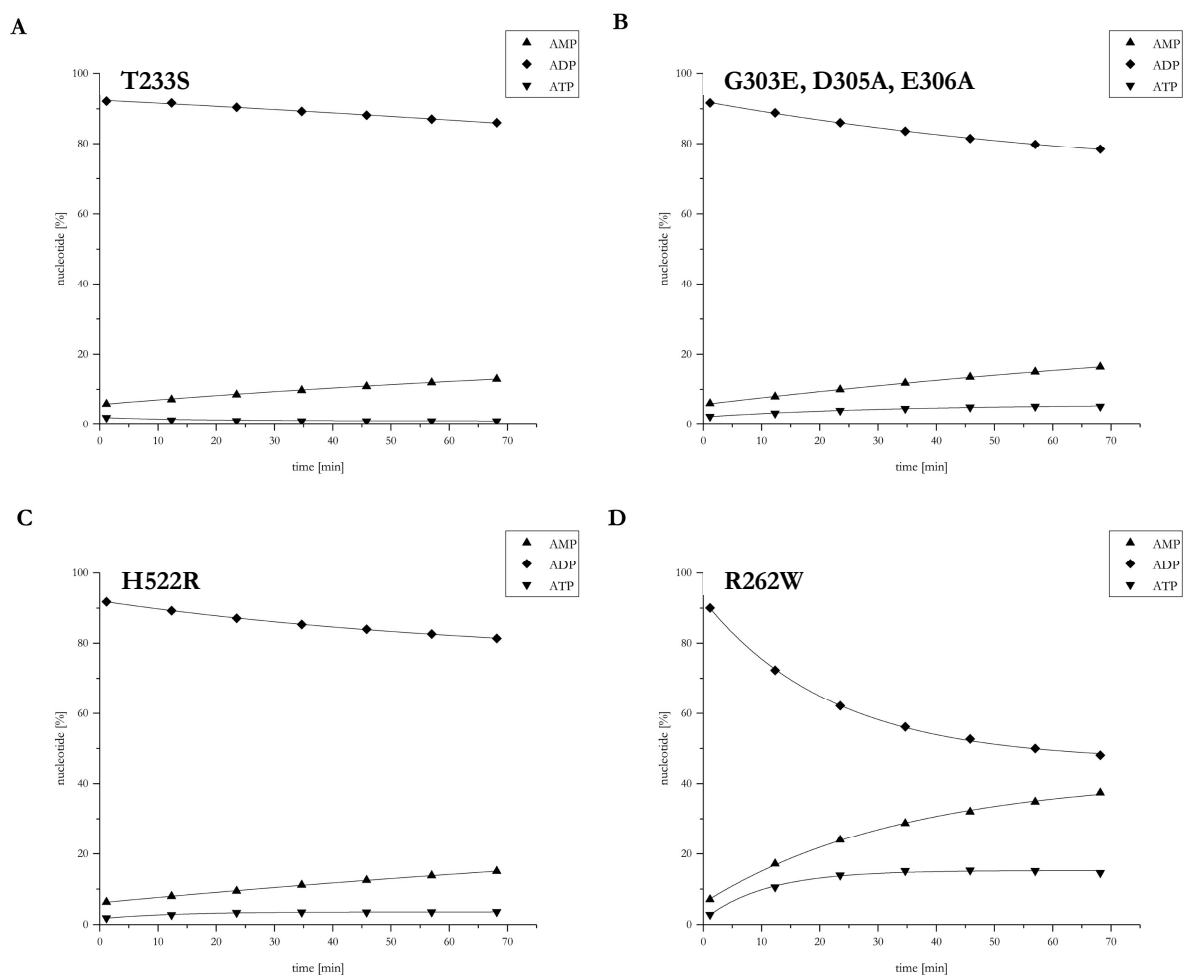 A
AMP
ADP
ATP
T233S
100
80
60
40
20
0
nucleotide [%]
0 10 20 30 40 50 60 70
time [min]
B
AMP
ADP
ATP
G303E, D305A, E306A
100
80
60
40
20
0
nucleotide [%]
0 10 20 30 40 50 60 70
time [min]
C
AMP
ADP
ATP
H522R
100
80
60
40
20
0
nucleotide [%]
0 10 20 30 40 50 60 70
time [min]
D
AMP
ADP
ATP
R262W
100
80
60
40
20
0
nucleotide [%]
0 10 20 30 40 50 60 70
time [min]